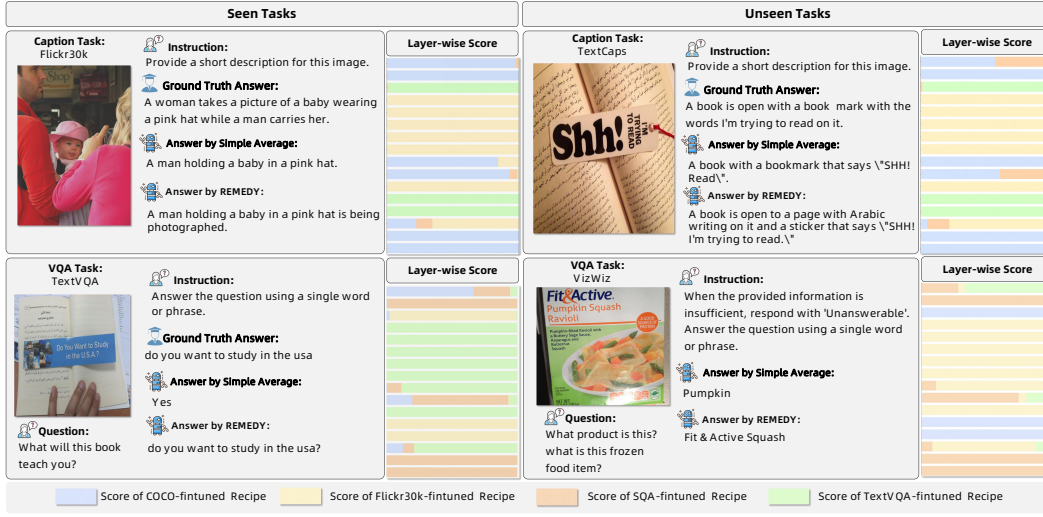 Seen Tasks
Unseen Tasks
Caption Task:
Flickr30k
Shop
Instruction:
Provide a short description for this image.
Ground Truth Answer:
A woman takes a picture of a baby wearing
a pink hat while a man carries her.
Answer by Simple Average:
A man holding a baby in a pink hat.
Answer by REMEDY:
A man holding a baby in a pink hat is being
photographed.
Layer-wise Score
Caption Task:
TextCaps
Shh!
I'M
TRYING
TO READ
Instruction:
Provide a short description for this image.
Ground Truth Answer:
A book is open with a book mark with the
words I'm trying to read on it.
Answer by Simple Average:
A book with a bookmark that says \"SHH!
Read\".
Answer by REMEDY:
A book is open to a page with Arabic
writing on it and a sticker that says \"SHH!
I'm trying to read.\"
Layer-wise Score
VQA Task:
TextVQA
Do You Want to Study
in the U.S.A.?
Question:
What will this book
teach you?
Instruction:
Answer the question using a single word
or phrase.
Ground Truth Answer:
do you want to study in the usa
Answer by Simple Average:
Yes
Answer by REMEDY:
do you want to study in the usa?
Layer-wise Score
VQA Task:
VizWiz
Fit&Active
Pumpkin Squash
Ravioli
Question:
What product is this?
what is this frozen
food item?
Instruction:
When the provided information is
insufficient, respond with 'Unanswerable'.
Answer the question using a single word
or phrase.
Answer by Simple Average:
Pumpkin
Answer by REMEDY:
Fit & Active Squash
Layer-wise Score
Score of COCO-fintuned Recipe
Score of Flickr30k-fintuned Recipe
Score of SQA-fintuned Recipe
Score of TextVQA-fintuned Recipe